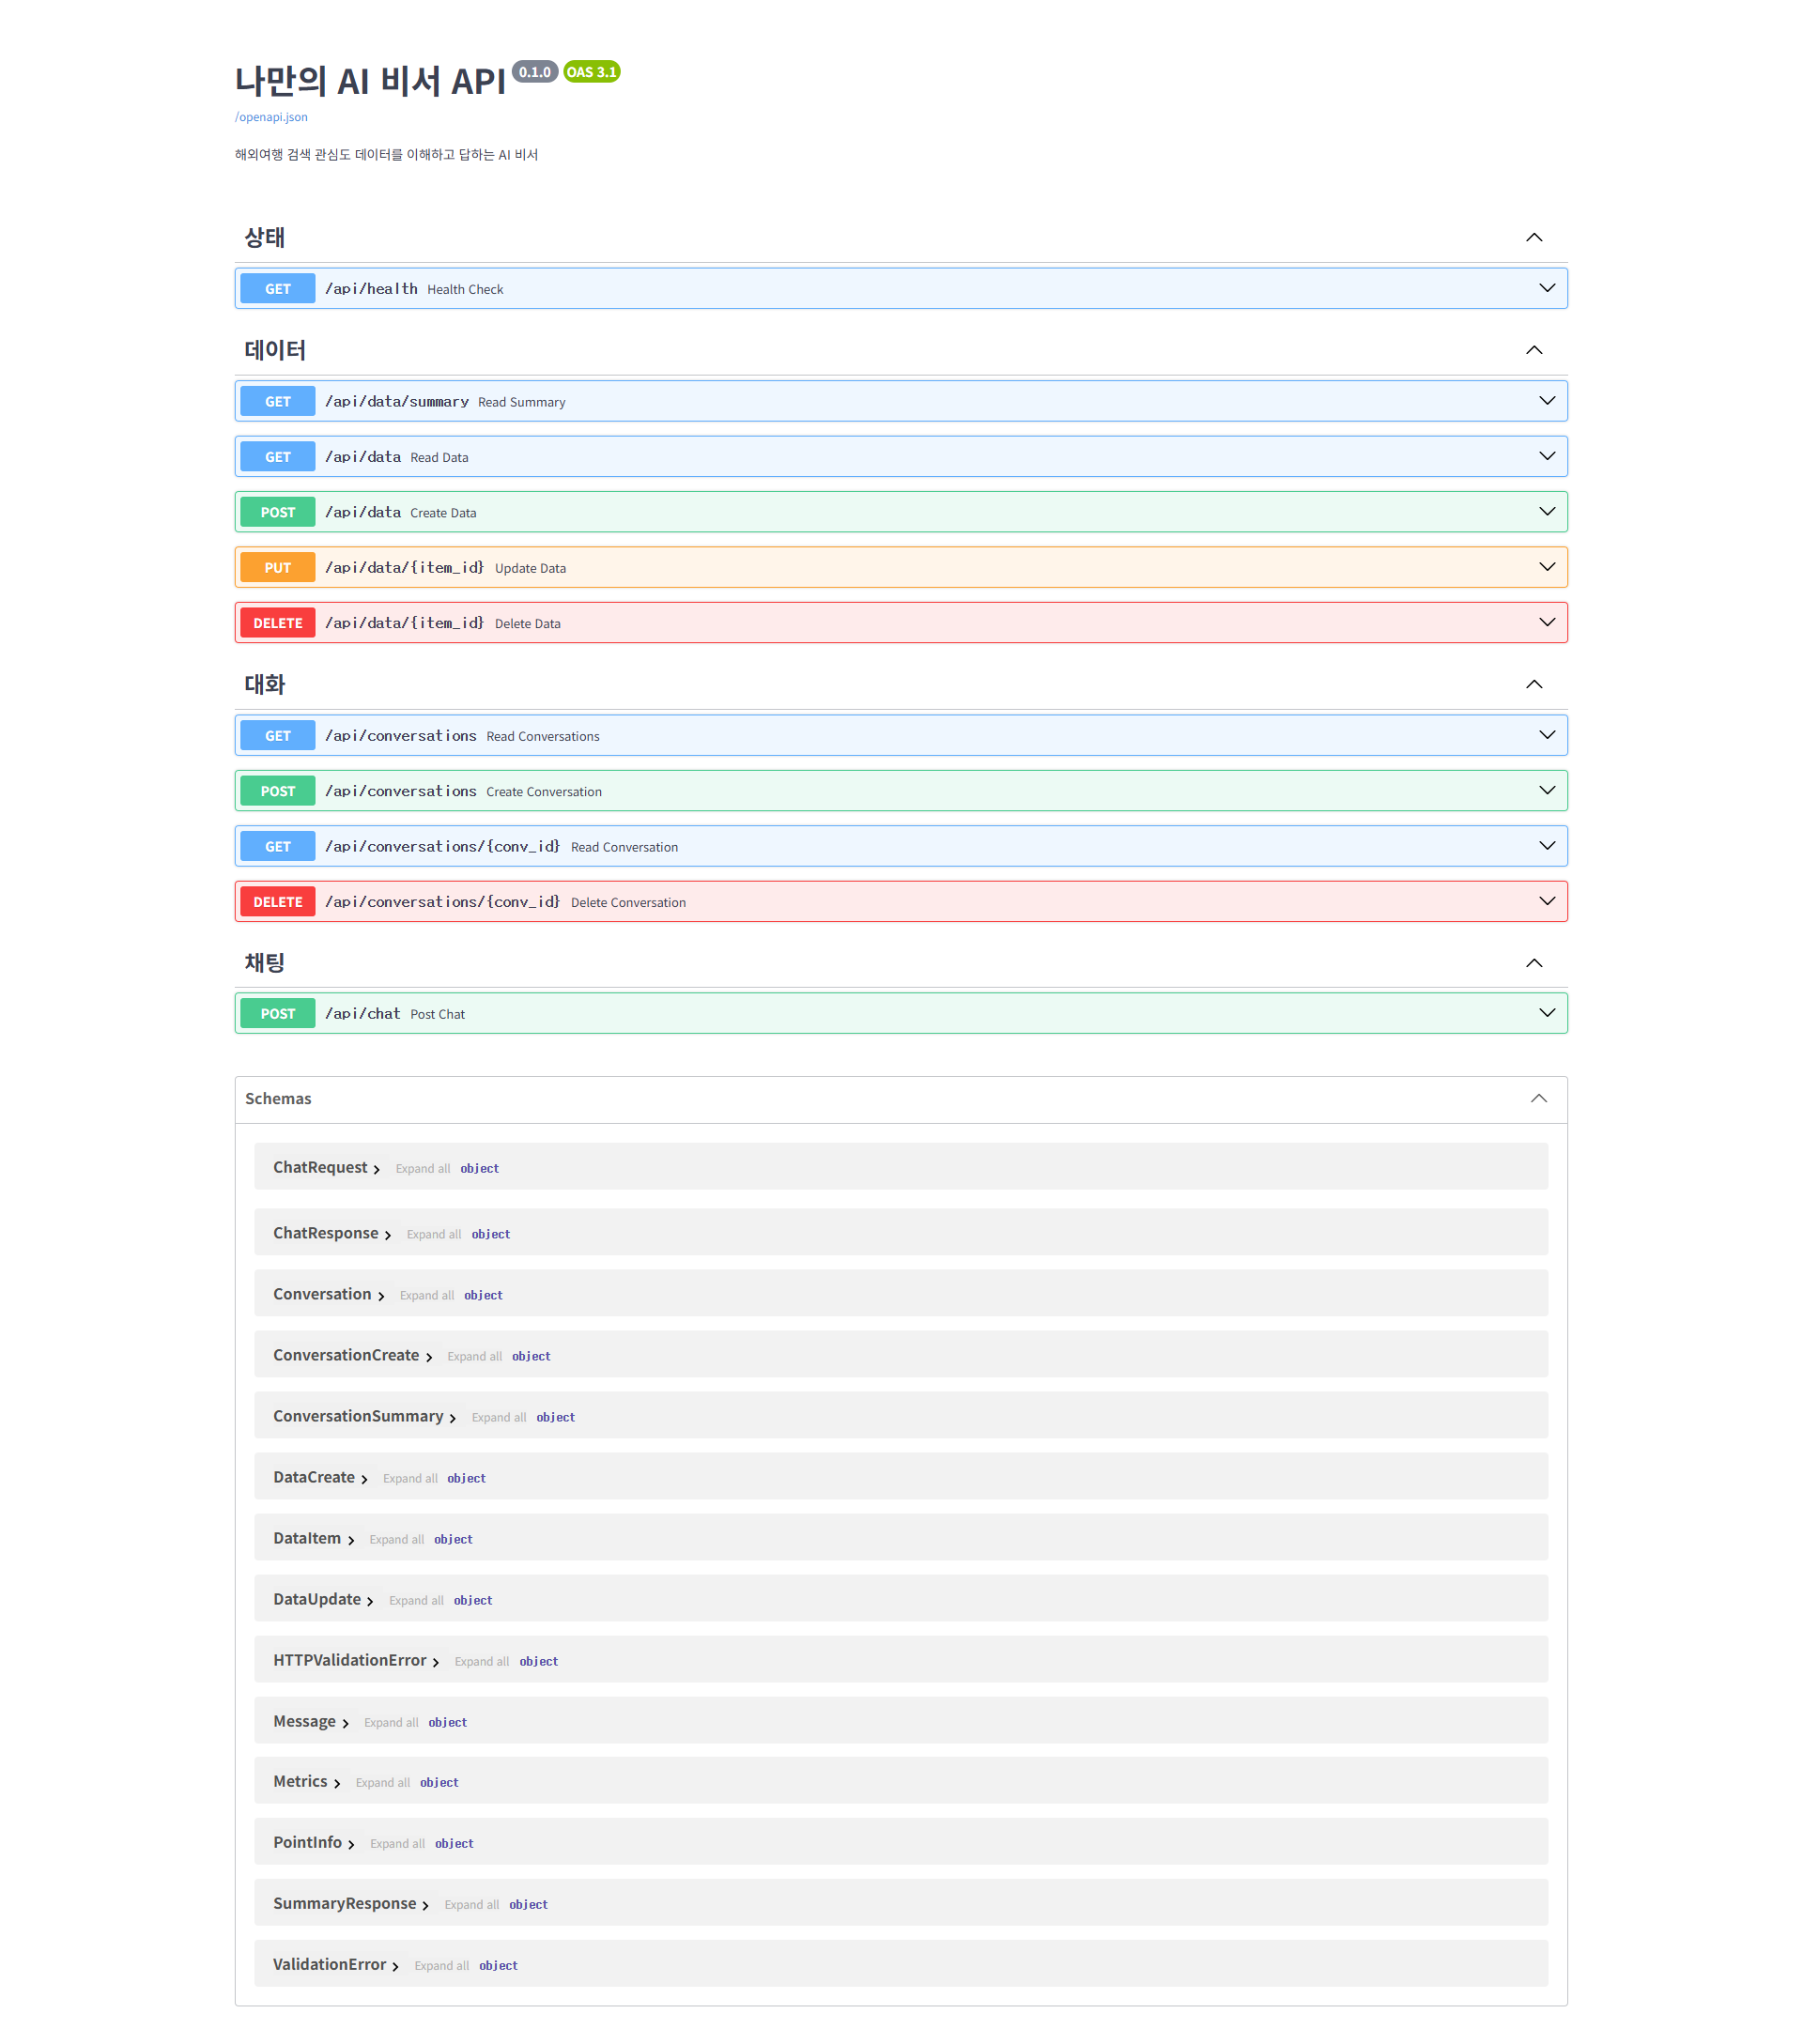 나만의 AI 비서 API 0.1.0 OAS 3.1
/openapi.json
해외여행 검색 관심도 데이터를 이해하고 답하는 AI 비서
상태
GET /api/health Health Check
데이터
GET /api/data/summary Read Summary
GET /api/data Read Data
POST /api/data Create Data
PUT /api/data/{item_id} Update Data
DELETE /api/data/{item_id} Delete Data
대화
GET /api/conversations Read Conversations
POST /api/conversations Create Conversation
GET /api/conversations/{conv_id} Read Conversation
DELETE /api/conversations/{conv_id} Delete Conversation
채팅
POST /api/chat Post Chat
Schemas
ChatRequest Expand all object
ChatResponse Expand all object
Conversation Expand all object
ConversationCreate Expand all object
ConversationSummary Expand all object
DataCreate Expand all object
DataItem Expand all object
DataUpdate Expand all object
HTTPValidationError Expand all object
Message Expand all object
Metrics Expand all object
PointInfo Expand all object
SummaryResponse Expand all object
ValidationError Expand all object